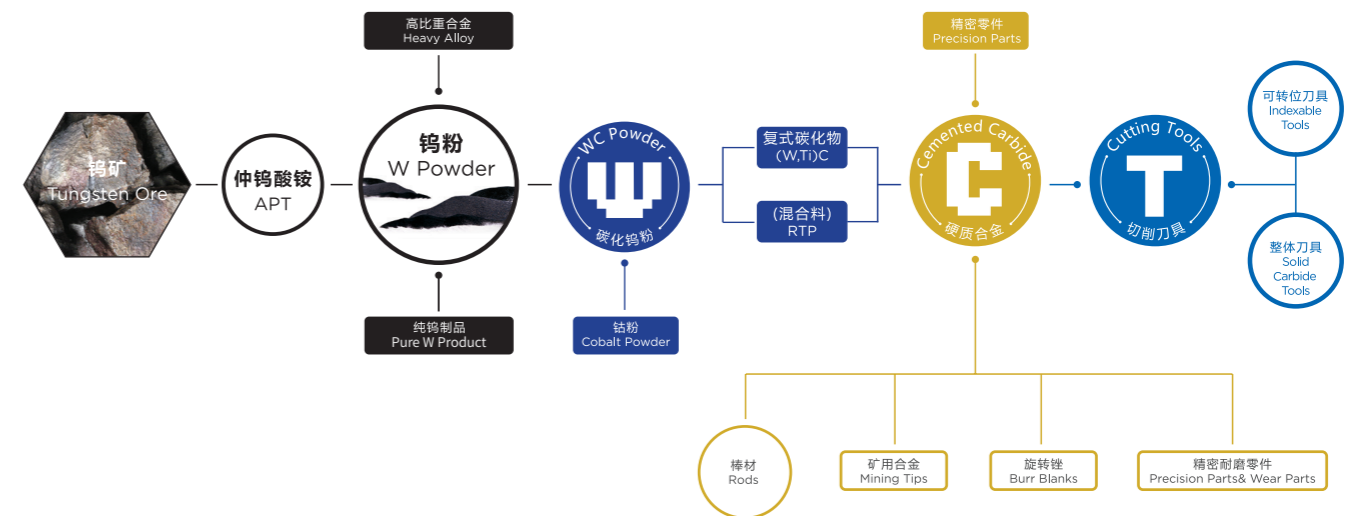 高比重合金
Heavy Alloy
精密零件
Precision Parts
钨矿
Tungsten Ore
仲钨酸铵
APT
钨粉
W Powder
WC Powder
W
碳化钨粉
复式碳化物
(W,Ti)C
(混合料)
RTP
Cemented Carbide
C
硬质合金
Cutting Tools
T
切削刀具
可转位刀具
Indexable
Tools
整体刀具
Solid
Carbide
Tools
纯钨制品
Pure W Product
钴粉
Cobalt Powder
棒材
Rods
矿用合金
Mining Tips
旋转锉
Burr Blanks
精密耐磨零件
Precision Parts& Wear Parts